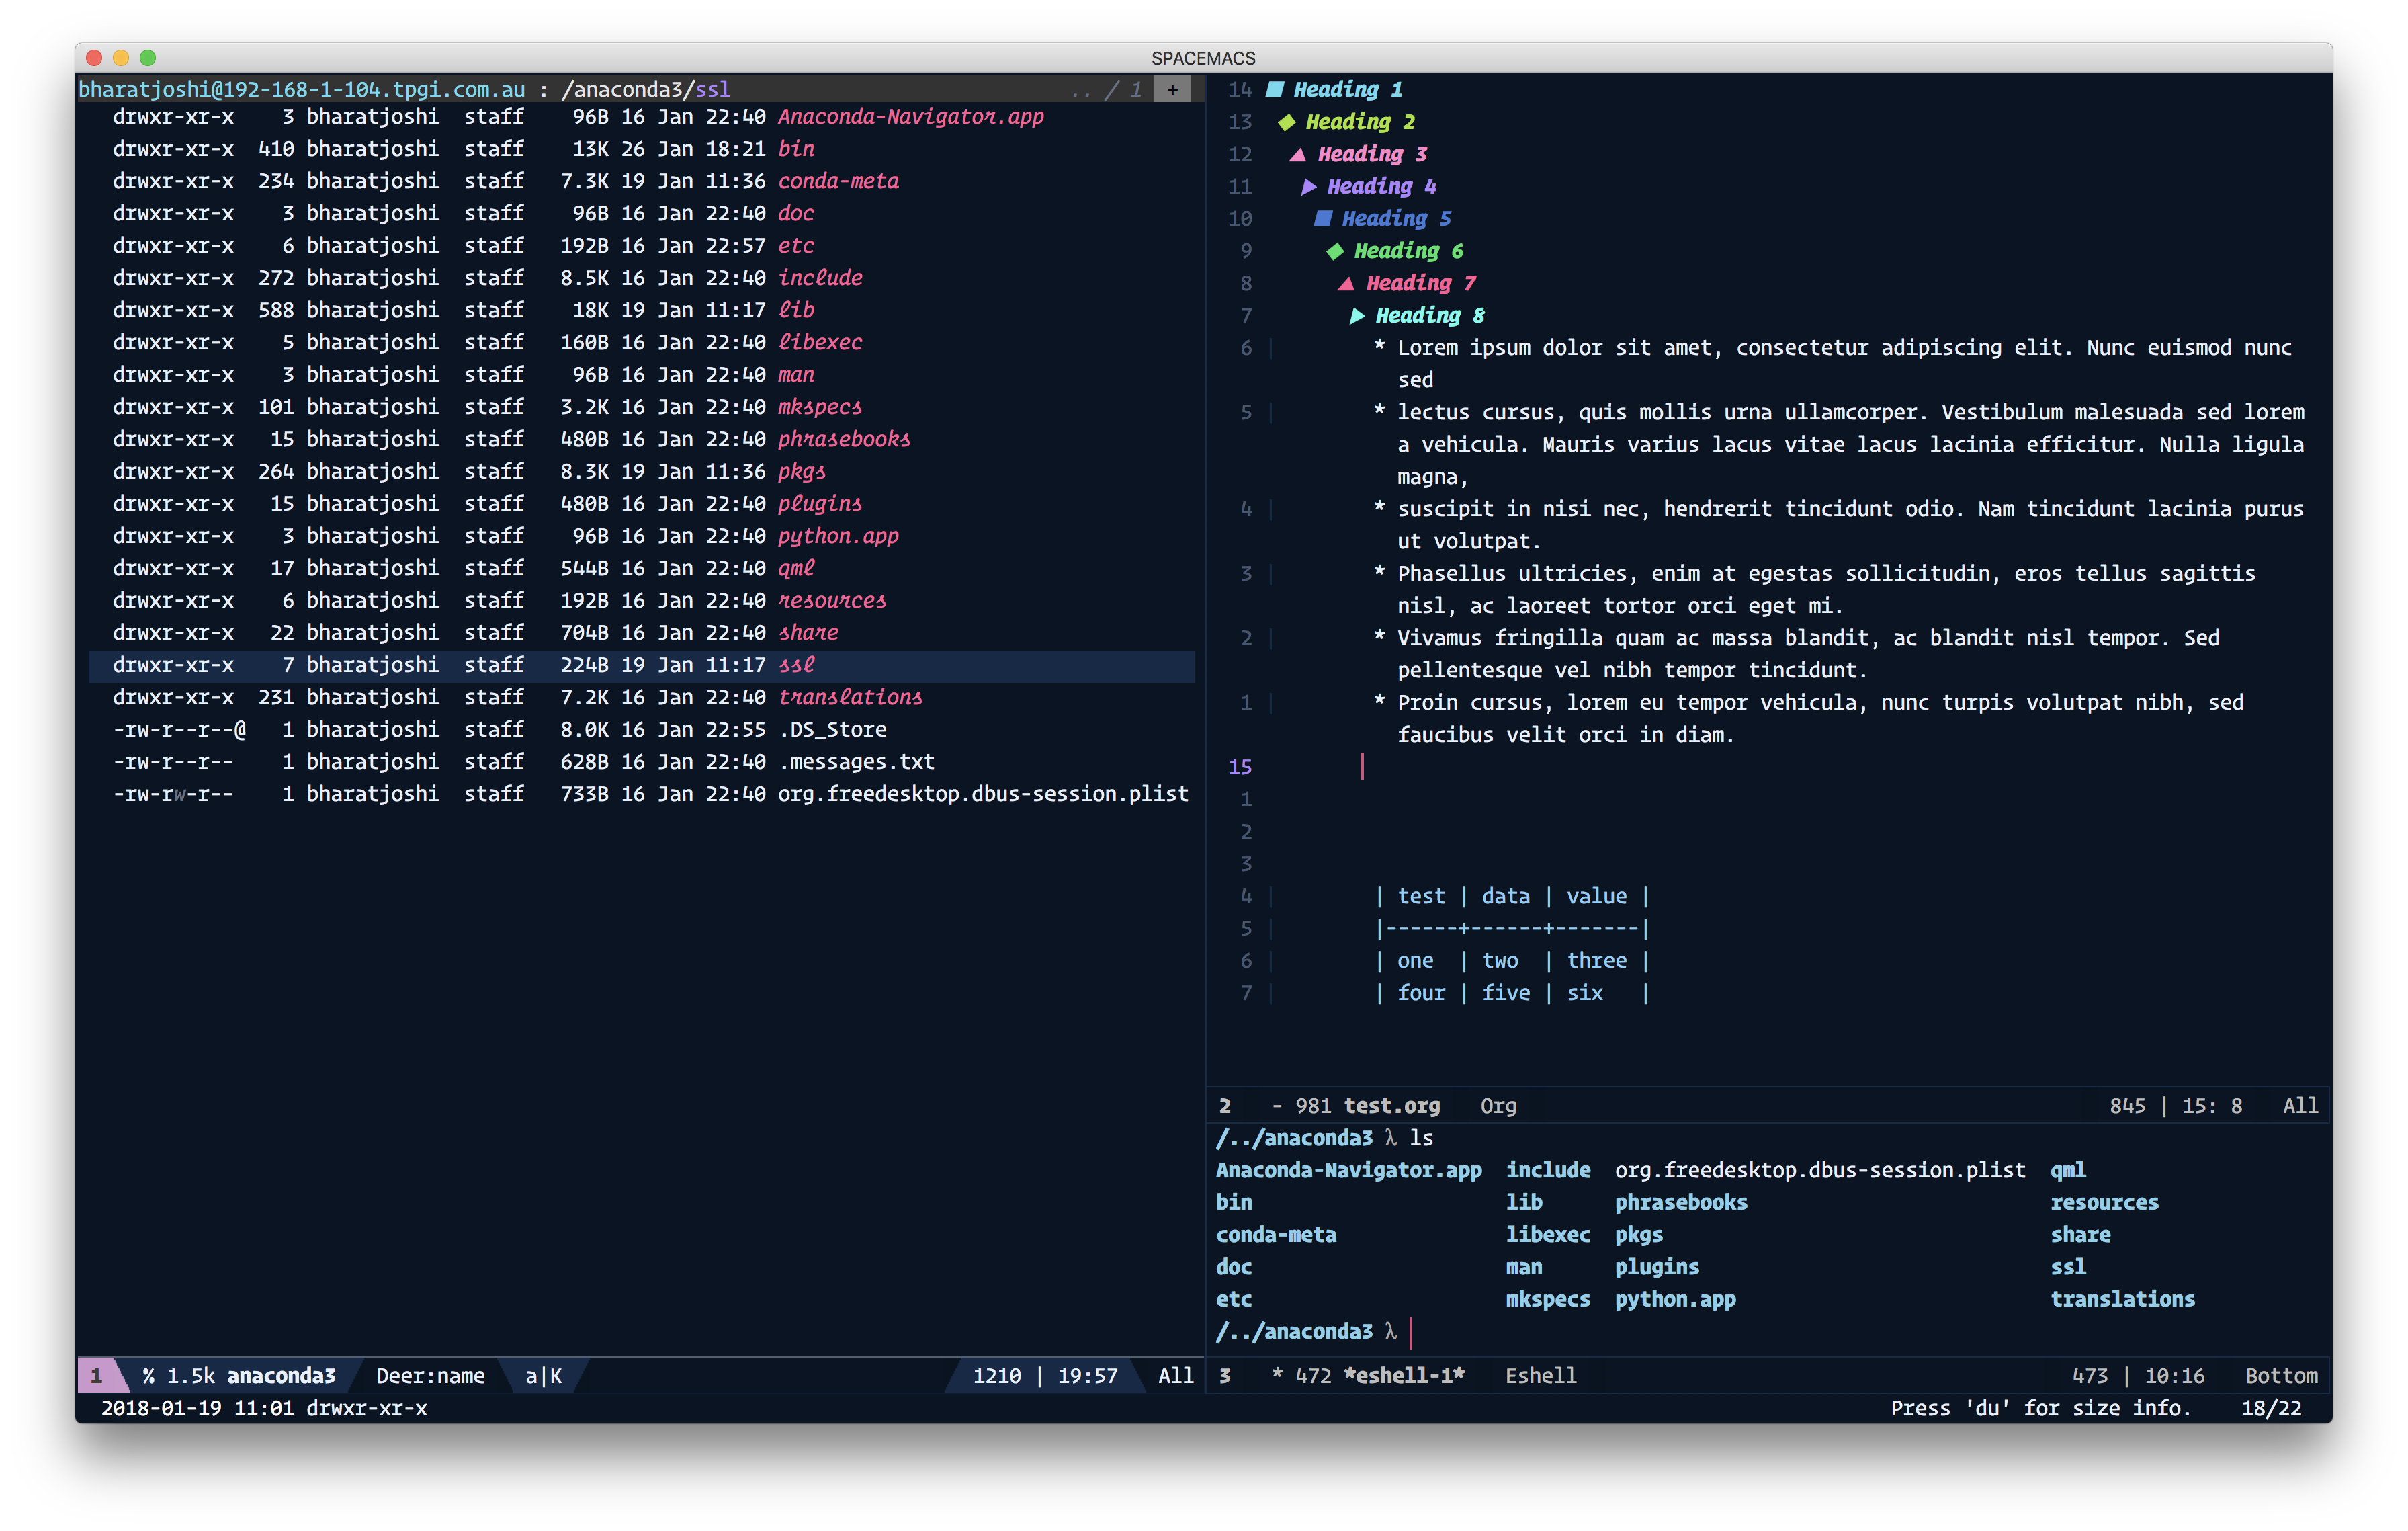 SPACEMACS
bharatjoshi@192-168-1-104.tpgi.com.au : /anaconda3/ssl .. / 1 +
drwxr-xr-x 3 bharatjoshi staff 96B 16 Jan 22:40 Anaconda-Navigator.app
drwxr-xr-x 410 bharatjoshi staff 13K 26 Jan 18:21 bin
drwxr-xr-x 234 bharatjoshi staff 7.3K 19 Jan 11:36 conda-meta
drwxr-xr-x 3 bharatjoshi staff 96B 16 Jan 22:40 doc
drwxr-xr-x 6 bharatjoshi staff 192B 16 Jan 22:57 etc
drwxr-xr-x 272 bharatjoshi staff 8.5K 16 Jan 22:40 include
drwxr-xr-x 588 bharatjoshi staff 18K 19 Jan 11:17 lib
drwxr-xr-x 5 bharatjoshi staff 160B 16 Jan 22:40 libexec
drwxr-xr-x 3 bharatjoshi staff 96B 16 Jan 22:40 man
drwxr-xr-x 101 bharatjoshi staff 3.2K 16 Jan 22:40 mkspecs
drwxr-xr-x 15 bharatjoshi staff 480B 16 Jan 22:40 phrasebooks
drwxr-xr-x 264 bharatjoshi staff 8.3K 19 Jan 11:36 pkgs
drwxr-xr-x 15 bharatjoshi staff 480B 16 Jan 22:40 plugins
drwxr-xr-x 3 bharatjoshi staff 96B 16 Jan 22:40 python.app
drwxr-xr-x 17 bharatjoshi staff 544B 16 Jan 22:40 qml
drwxr-xr-x 6 bharatjoshi staff 192B 16 Jan 22:40 resources
drwxr-xr-x 22 bharatjoshi staff 704B 16 Jan 22:40 share
drwxr-xr-x 7 bharatjoshi staff 224B 19 Jan 11:17 ssl
drwxr-xr-x 231 bharatjoshi staff 7.2K 16 Jan 22:40 translations
-rw-r--r--@ 1 bharatjoshi staff 8.0K 16 Jan 22:55 .DS_Store
-rw-r--r-- 1 bharatjoshi staff 628B 16 Jan 22:40 .messages.txt
-rw-rw-r-- 1 bharatjoshi staff 733B 16 Jan 22:40 org.freedesktop.dbus-session.plist
1 % 1.5k anaconda3 Deer:name a|K 1210 | 19:57 All
14 Heading 1
13 Heading 2
12 Heading 3
11 Heading 4
10 Heading 5
9 Heading 6
8 Heading 7
7 Heading 8
6 * Lorem ipsum dolor sit amet, consectetur adipiscing elit. Nunc euismod nunc
sed
5 * lectus cursus, quis mollis urna ullamcorper. Vestibulum malesuada sed lorem
a vehicula. Mauris varius lacus vitae lacus lacinia efficitur. Nulla ligula
magna,
4 * suscipit in nisi nec, hendrerit tincidunt odio. Nam tincidunt lacinia purus
ut volutpat.
3 * Phasellus ultricies, enim at egestas sollicitudin, eros tellus sagittis
nisl, ac laoreet tortor orci eget mi.
2 * Vivamus fringilla quam ac massa blandit, ac blandit nisl tempor. Sed
pellentesque vel nibh tempor tincidunt.
1 * Proin cursus, lorem eu tempor vehicula, nunc turpis volutpat nibh, sed
faucibus velit orci in diam.
15
1
2
3
4 | test | data | value |
5 |------+------+-------|
6 | one | two | three |
7 | four | five | six |
2 - 981 test.org Org 845 | 15: 8 All
/../anaconda3 λ ls
Anaconda-Navigator.app include org.freedesktop.dbus-session.plist qml
bin lib phrasebooks resources
conda-meta libexec pkgs share
doc man plugins ssl
etc mkspecs python.app translations
/../anaconda3 λ
3 * 472 *eshell-1* Eshell 473 | 10:16 Bottom
2018-01-19 11:01 drwxr-xr-x Press 'du' for size info. 18/22